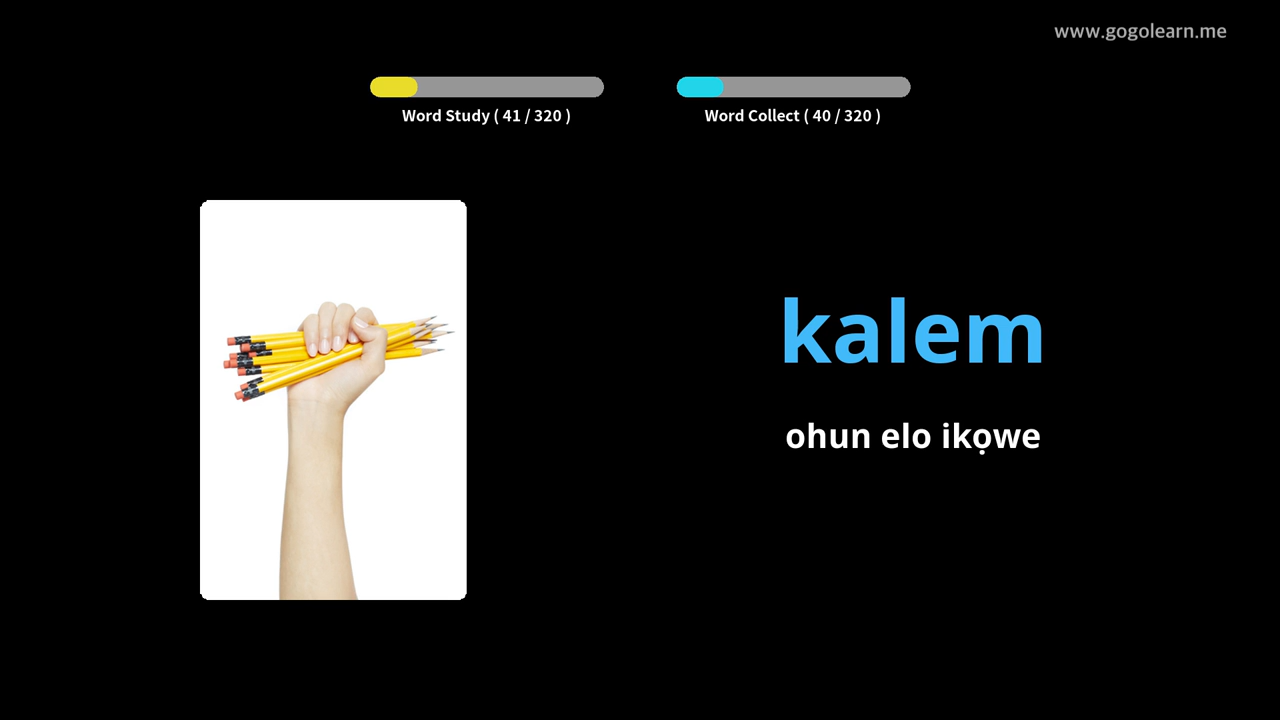 www.gogolearn.me
Word Study ( 41 / 320 )
Word Collect ( 40 / 320 )
kalem
ohun elo ikọwe